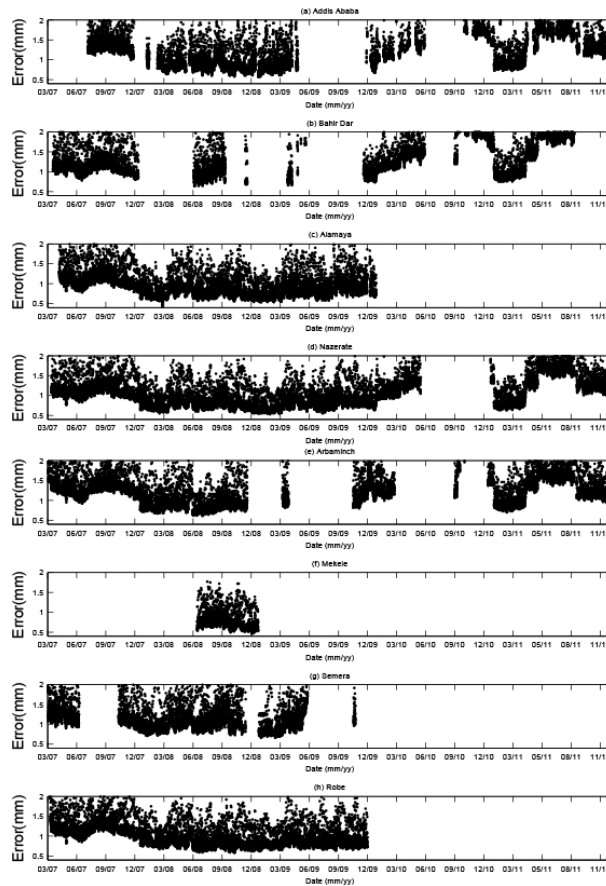 (a) Addis Ababa
Error(mm)
2
1.5
1
0.5
03/07 06/07 09/07 12/07 03/08 06/08 09/08 12/08 03/09 06/09 09/09 12/09 03/10 06/10 09/10 12/10 03/11 05/11 08/11 11/1
Date (mm/yy)
(b) Bahir Dar
Error(mm)
2
1.5
1
0.5
03/07 06/07 09/07 12/07 03/08 06/08 09/08 12/08 03/09 06/09 09/09 12/09 03/10 06/10 09/10 12/10 03/11 05/11 08/11 11/1
Date (mm/yy)
(c) Alamaya
Error(mm)
2
1.5
1
0.5
03/07 06/07 09/07 12/07 03/08 06/08 09/08 12/08 03/09 06/09 09/09 12/09 03/10 06/10 09/10 12/10 03/11 05/11 08/11 11/1
Date (mm/yy)
(d) Nazerate
Error(mm)
2
1.5
1
0.5
03/07 06/07 09/07 12/07 03/08 06/08 09/08 12/08 03/09 06/09 09/09 12/09 03/10 06/10 09/10 12/10 03/11 05/11 08/11 11/1
Date (mm/yy)
(e) Arbaminch
Error(mm)
2
1.5
1
0.5
03/07 06/07 09/07 12/07 03/08 06/08 09/08 12/08 03/09 06/09 09/09 12/09 03/10 06/10 09/10 12/10 03/11 05/11 08/11 11/1
Date (mm/yy)
(f) Mekele
Error(mm)
2
1.5
1
0.5
03/07 06/07 09/07 12/07 03/08 06/08 09/08 12/08 03/09 06/09 09/09 12/09 03/10 06/10 09/10 12/10 03/11 05/11 08/11 11/1
Date (mm/yy)
(g) Semera
Error(mm)
2
1.5
1
0.5
03/07 06/07 09/07 12/07 03/08 06/08 09/08 12/08 03/09 06/09 09/09 12/09 03/10 06/10 09/10 12/10 03/11 05/11 08/11 11/1
Date (mm/yy)
(h) Robe
Error(mm)
2
1.5
1
0.5
03/07 06/07 09/07 12/07 03/08 06/08 09/08 12/08 03/09 06/09 09/09 12/09 03/10 06/10 09/10 12/10 03/11 05/11 08/11 11/1
Date (mm/yy)